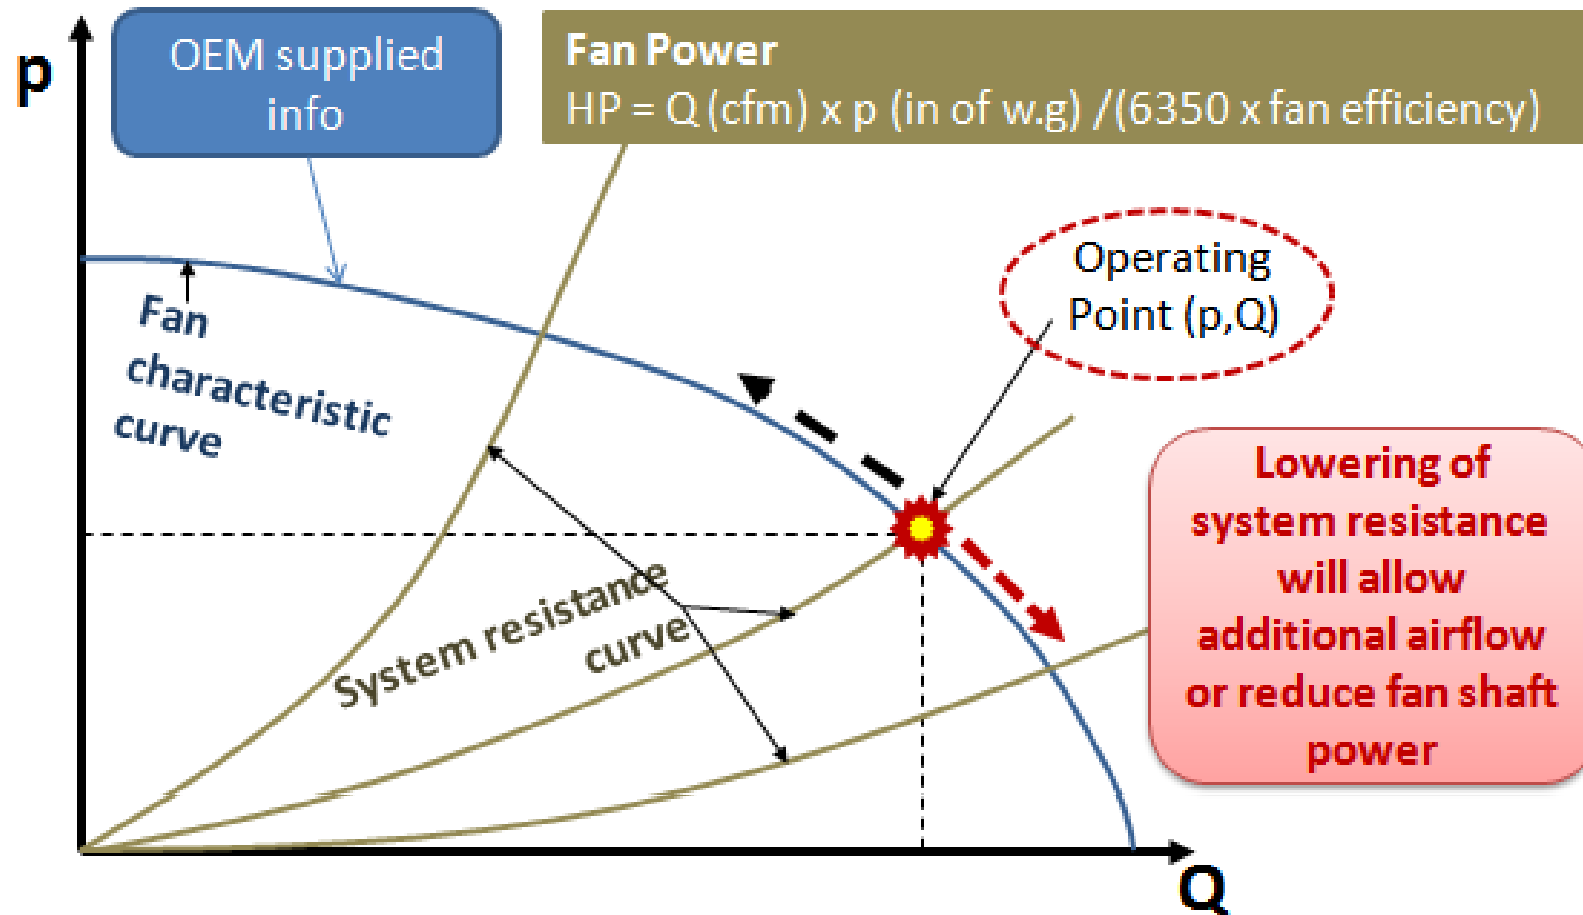 p
OEM supplied
info
Fan Power
HP = Q (cfm) x p (in of w.g) /(6350 x fan efficiency)
Operating
Point (p,Q)
Fan
characteristic
curve
Lowering of
system resistance
will allow
additional airflow
or reduce fan shaft
power
System resistance
curve
Q